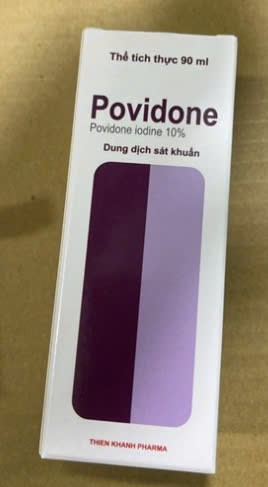 Thể tích thực 90 ml
Povidone
Povidone iodine 10%
Dung dịch sát khuẩn
THIEN KHANH PHARMA